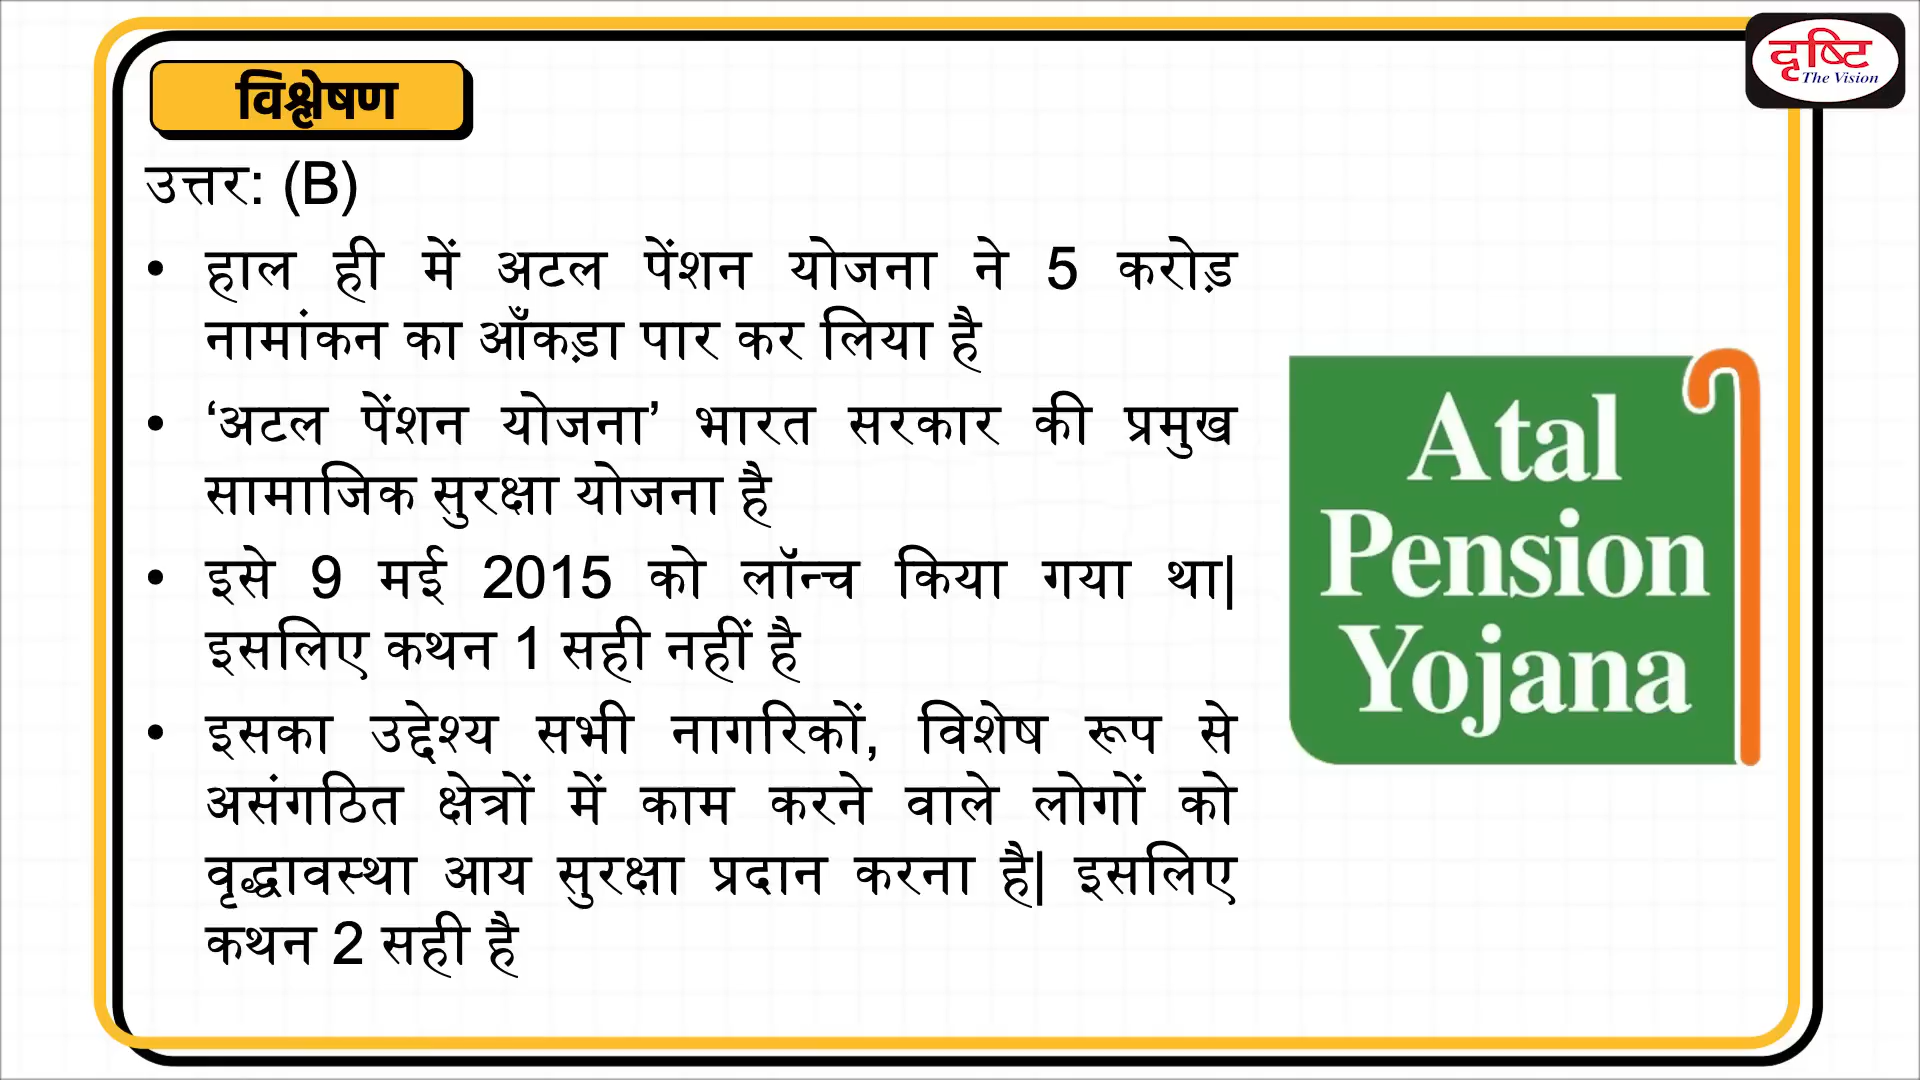 दृष्टि
The Vision
विश्लेषण
उत्तर: (B)
• हाल ही में अटल पेंशन योजना ने 5 करोड़
नामांकन का आँकड़ा पार कर लिया है
• ‘अटल पेंशन योजना’ भारत सरकार की प्रमुख
सामाजिक सुरक्षा योजना है
• इसे 9 मई 2015 को लॉन्च किया गया था|
इसलिए कथन 1 सही नहीं है
• इसका उद्देश्य सभी नागरिकों, विशेष रूप से
असंगठित क्षेत्रों में काम करने वाले लोगों को
वृद्धावस्था आय सुरक्षा प्रदान करना है| इसलिए
कथन 2 सही है
Atal
Pension
Yojana